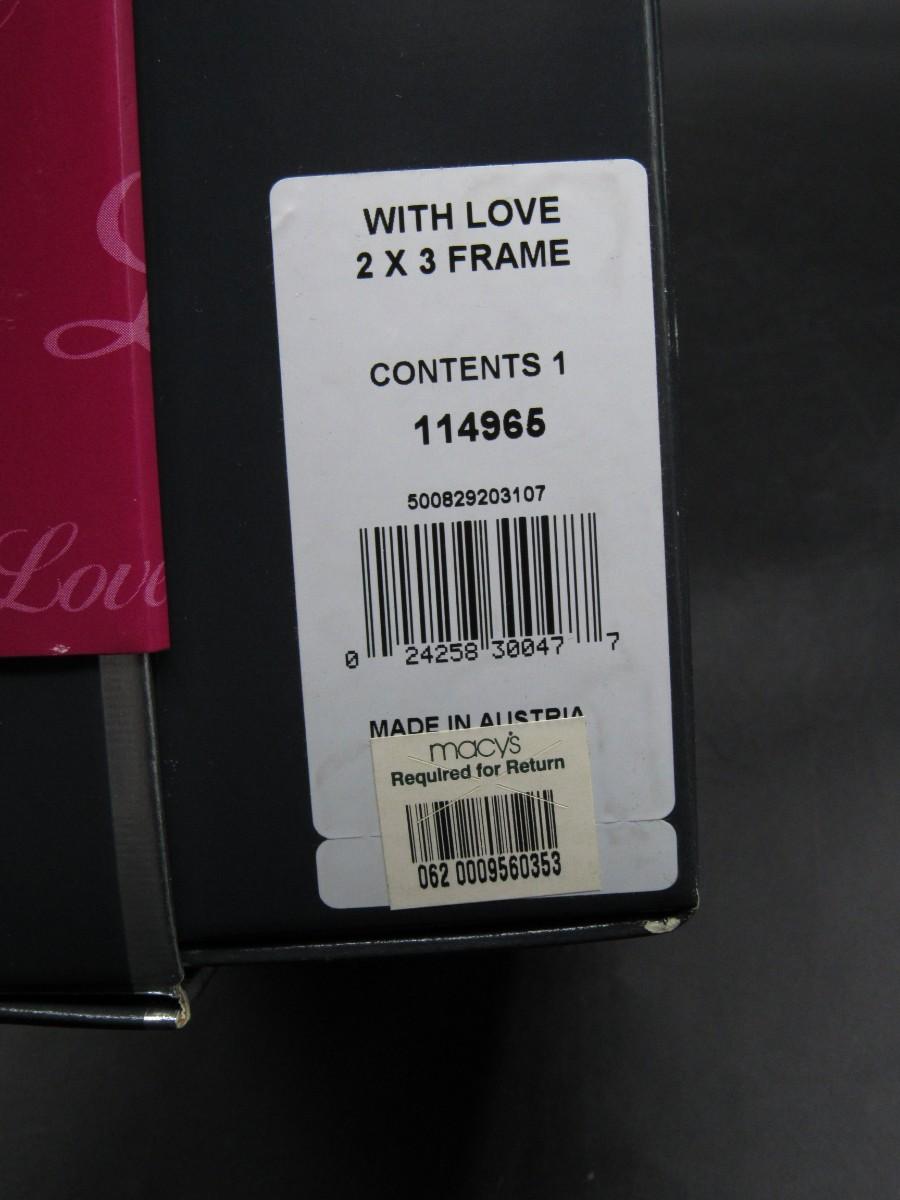 WITH LOVE
2 X 3 FRAME
CONTENTS 1
114965
500829203107
0 24258 30047 7
MADE IN AUSTRIA
macy's
Required for Return
062 0009560353
Love